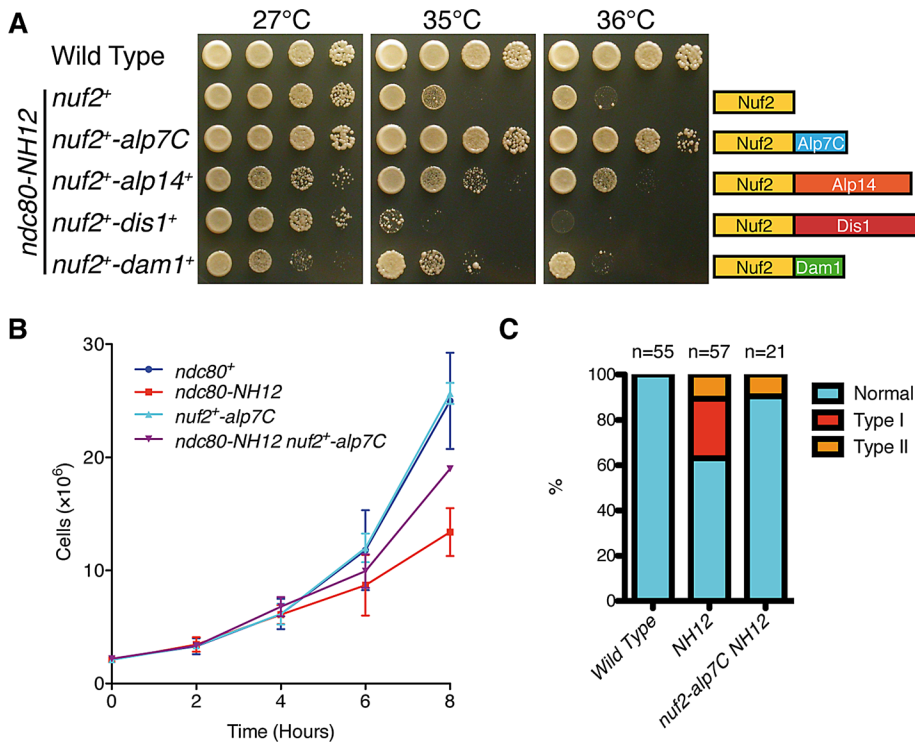 A
27°C 35°C 36°C
Wild Type
ndc80-NH12
nuf2⁺
Nuf2
nuf2⁺-alp7C
Nuf2 Alp7C
nuf2⁺-alp14⁺
Nuf2 Alp14
nuf2⁺-dis1⁺
Nuf2 Dis1
nuf2⁺-dam1⁺
Nuf2 Dam1
B
30
20
10
0
Cells (×10⁶)
ndc80⁺
ndc80-NH12
nuf2⁺-alp7C
ndc80-NH12 nuf2⁺-alp7C
0 2 4 6 8
Time (Hours)
C
n=55 n=57 n=21
100
80
60
40
20
0
%
Normal
Type I
Type II
Wild Type
NH12
nuf2-alp7C NH12